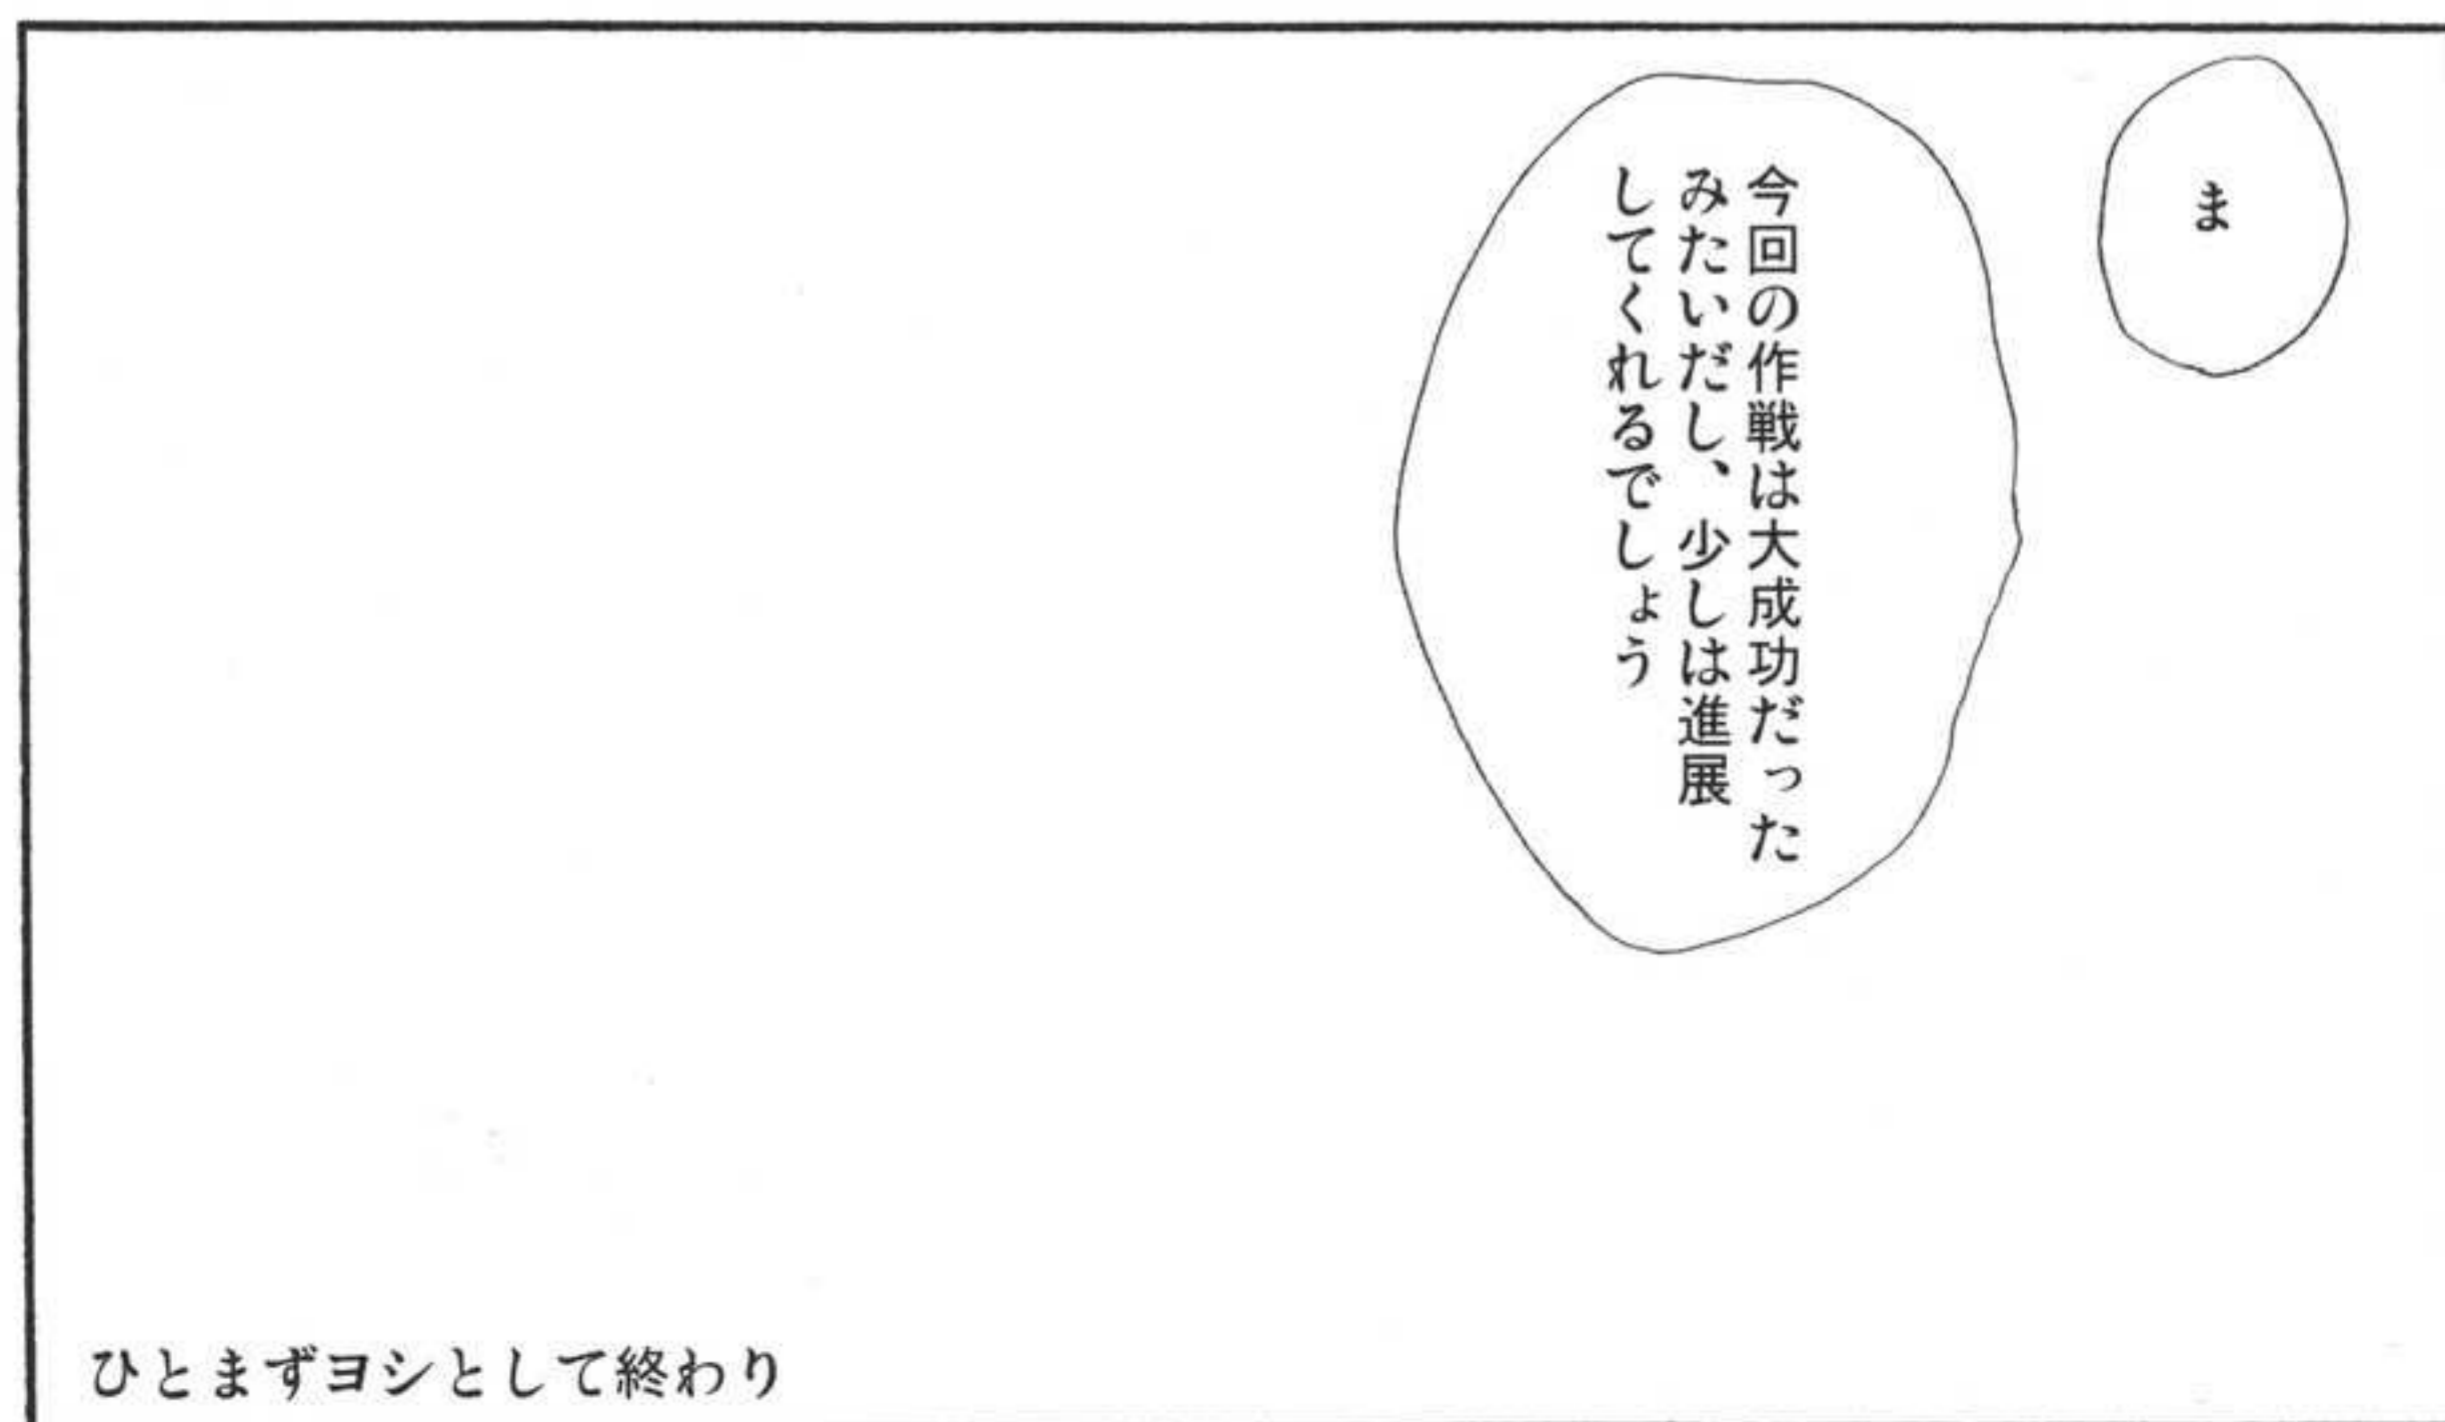 ま
今回の作戦は大成功だった
みたいだし、少しは進展
してくれるでしょう
ひとまずヨシとして終わり